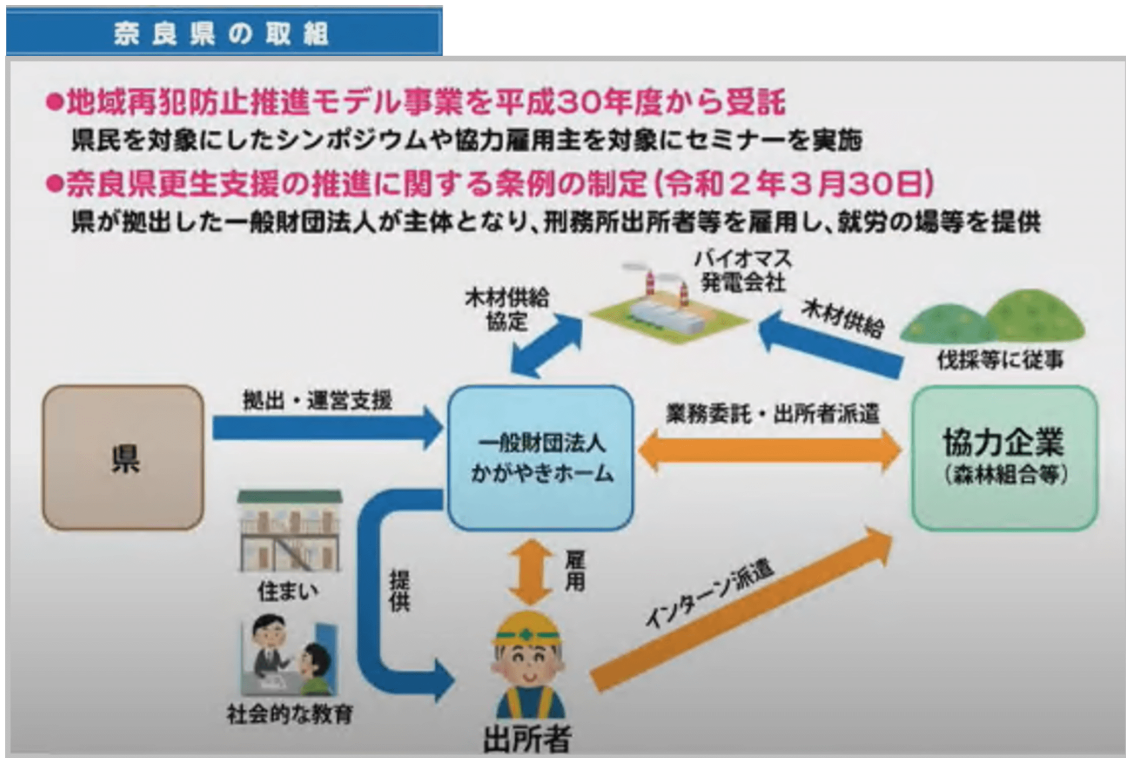 奈良県の取組
●地域再犯防止推進モデル事業を平成30年度から受託
県民を対象にしたシンポジウムや協力雇用主を対象にセミナーを実施
●奈良県更生支援の推進に関する条例の制定(令和2年3月30日)
県が拠出した一般財団法人が主体となり、刑務所出所者等を雇用し、就労の場等を提供
バイオマス
発電会社
木材供給
協定
木材供給
伐採等に従事
県
拠出・運営支援
一般財団法人
かがやきホーム
業務委託・出所者派遣
協力企業
(森林組合等)
住まい
提供
雇用
インターン派遣
社会的な教育
出所者